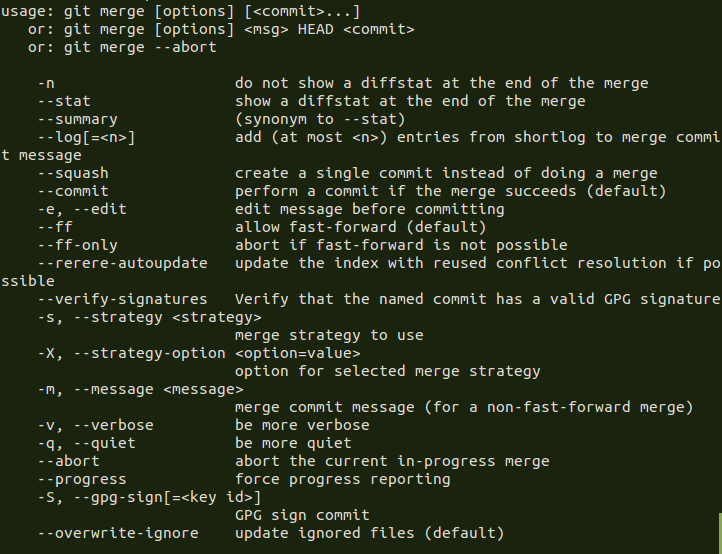 usage: git merge [options] [<commit>...]
   or: git merge [options] <msg> HEAD <commit>
   or: git merge --abort

    -n                    do not show a diffstat at the end of the merge
    --stat                show a diffstat at the end of the merge
    --summary             (synonym to --stat)
    --log[=<n>]           add (at most <n>) entries from shortlog to merge commi
t message
    --squash              create a single commit instead of doing a merge
    --commit              perform a commit if the merge succeeds (default)
    -e, --edit            edit message before committing
    --ff                  allow fast-forward (default)
    --ff-only             abort if fast-forward is not possible
    --rerere-autoupdate   update the index with reused conflict resolution if po
ssible
    --verify-signatures   Verify that the named commit has a valid GPG signature
    -s, --strategy <strategy>
                          merge strategy to use
    -X, --strategy-option <option=value>
                          option for selected merge strategy
    -m, --message <message>
                          merge commit message (for a non-fast-forward merge)
    -v, --verbose         be more verbose
    -q, --quiet           be more quiet
    --abort               abort the current in-progress merge
    --progress            force progress reporting
    -S, --gpg-sign[=<key id>]
                          GPG sign commit
    --overwrite-ignore    update ignored files (default)